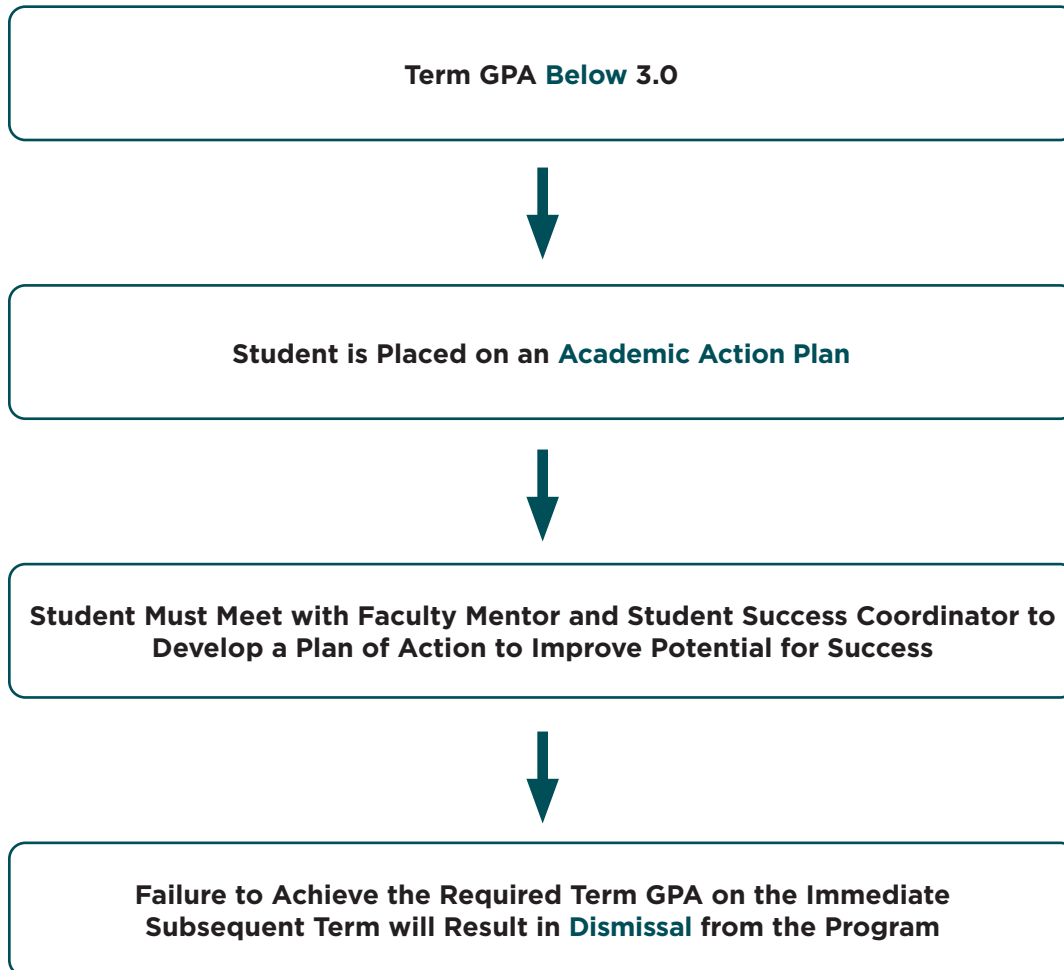 Term GPA Below 3.0
Student is Placed on an Academic Action Plan
Student Must Meet with Faculty Mentor and Student Success Coordinator to
Develop a Plan of Action to Improve Potential for Success
Failure to Achieve the Required Term GPA on the Immediate
Subsequent Term will Result in Dismissal from the Program